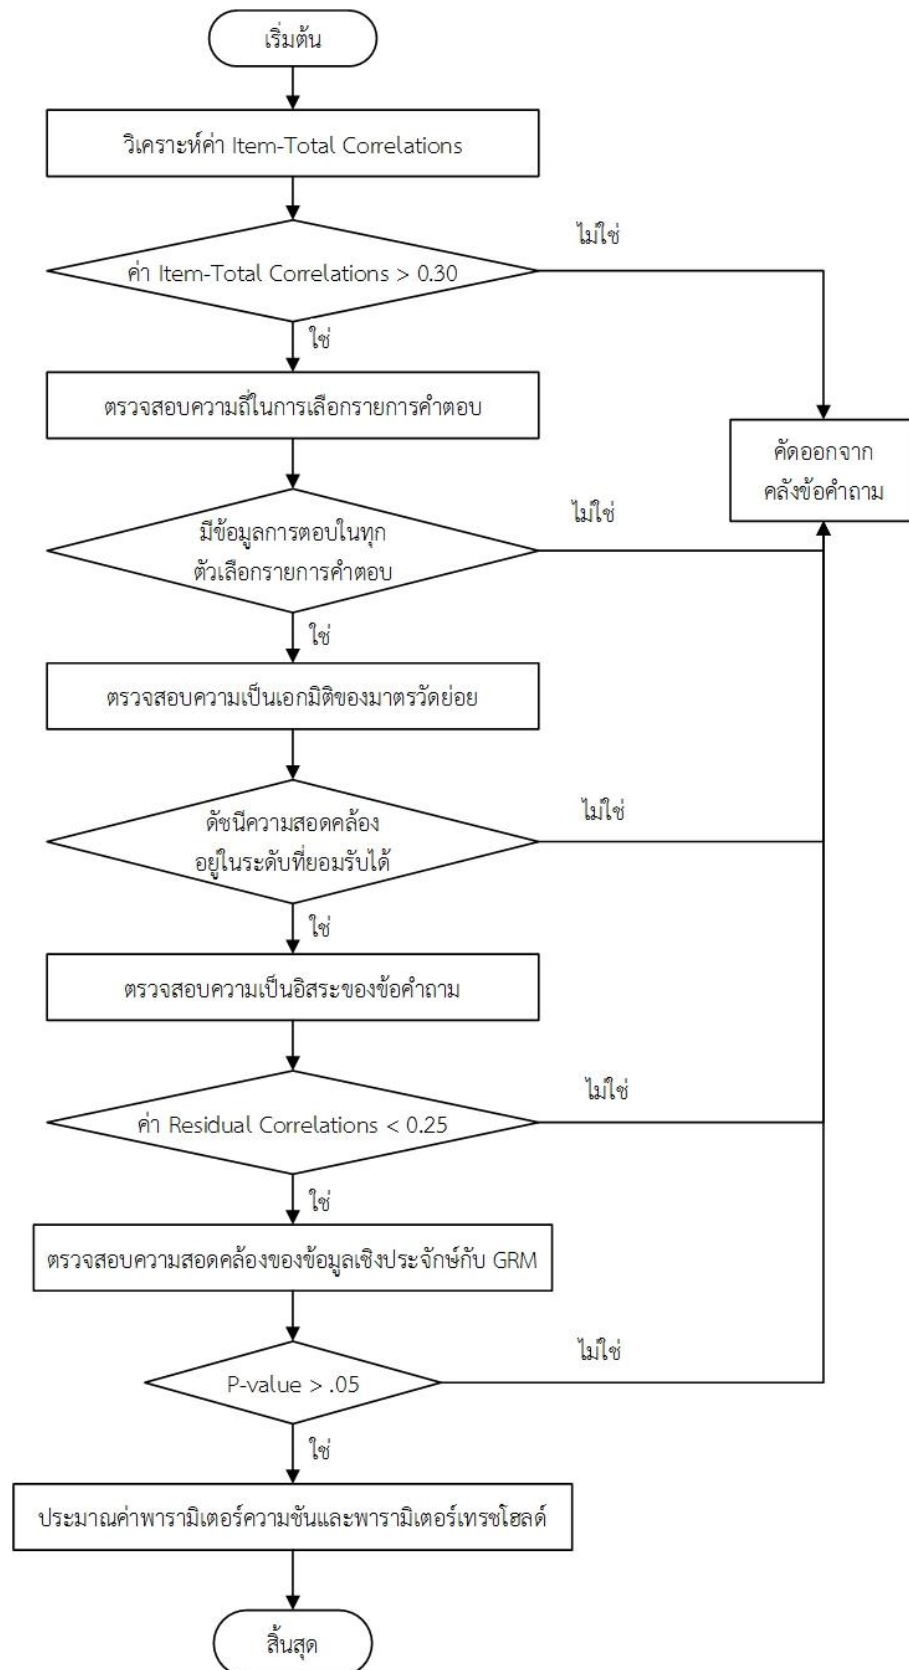 เริ่มต้น
วิเคราะห์ค่า Item-Total Correlations
ไม่ใช่
ค่า Item-Total Correlations > 0.30
ใช่
ตรวจสอบความถี่ในการเลือกรายการคำตอบ
คัดออกจาก
คลังข้อคำถาม
ไม่ใช่
มีข้อมูลการตอบในทุก
ตัวเลือกรายการคำตอบ
ใช่
ตรวจสอบความเป็นเอกมิติของมาตรวัดย่อย
ไม่ใช่
ดัชนีความสอดคล้อง
อยู่ในระดับที่ยอมรับได้
ใช่
ตรวจสอบความเป็นอิสระของข้อคำถาม
ไม่ใช่
ค่า Residual Correlations < 0.25
ใช่
ตรวจสอบความสอดคล้องของข้อมูลเชิงประจักษ์กับ GRM
ไม่ใช่
P-value > .05
ใช่
ประมาณค่าพารามิเตอร์ความชันและพารามิเตอร์เทรชโฮลด์
สิ้นสุด